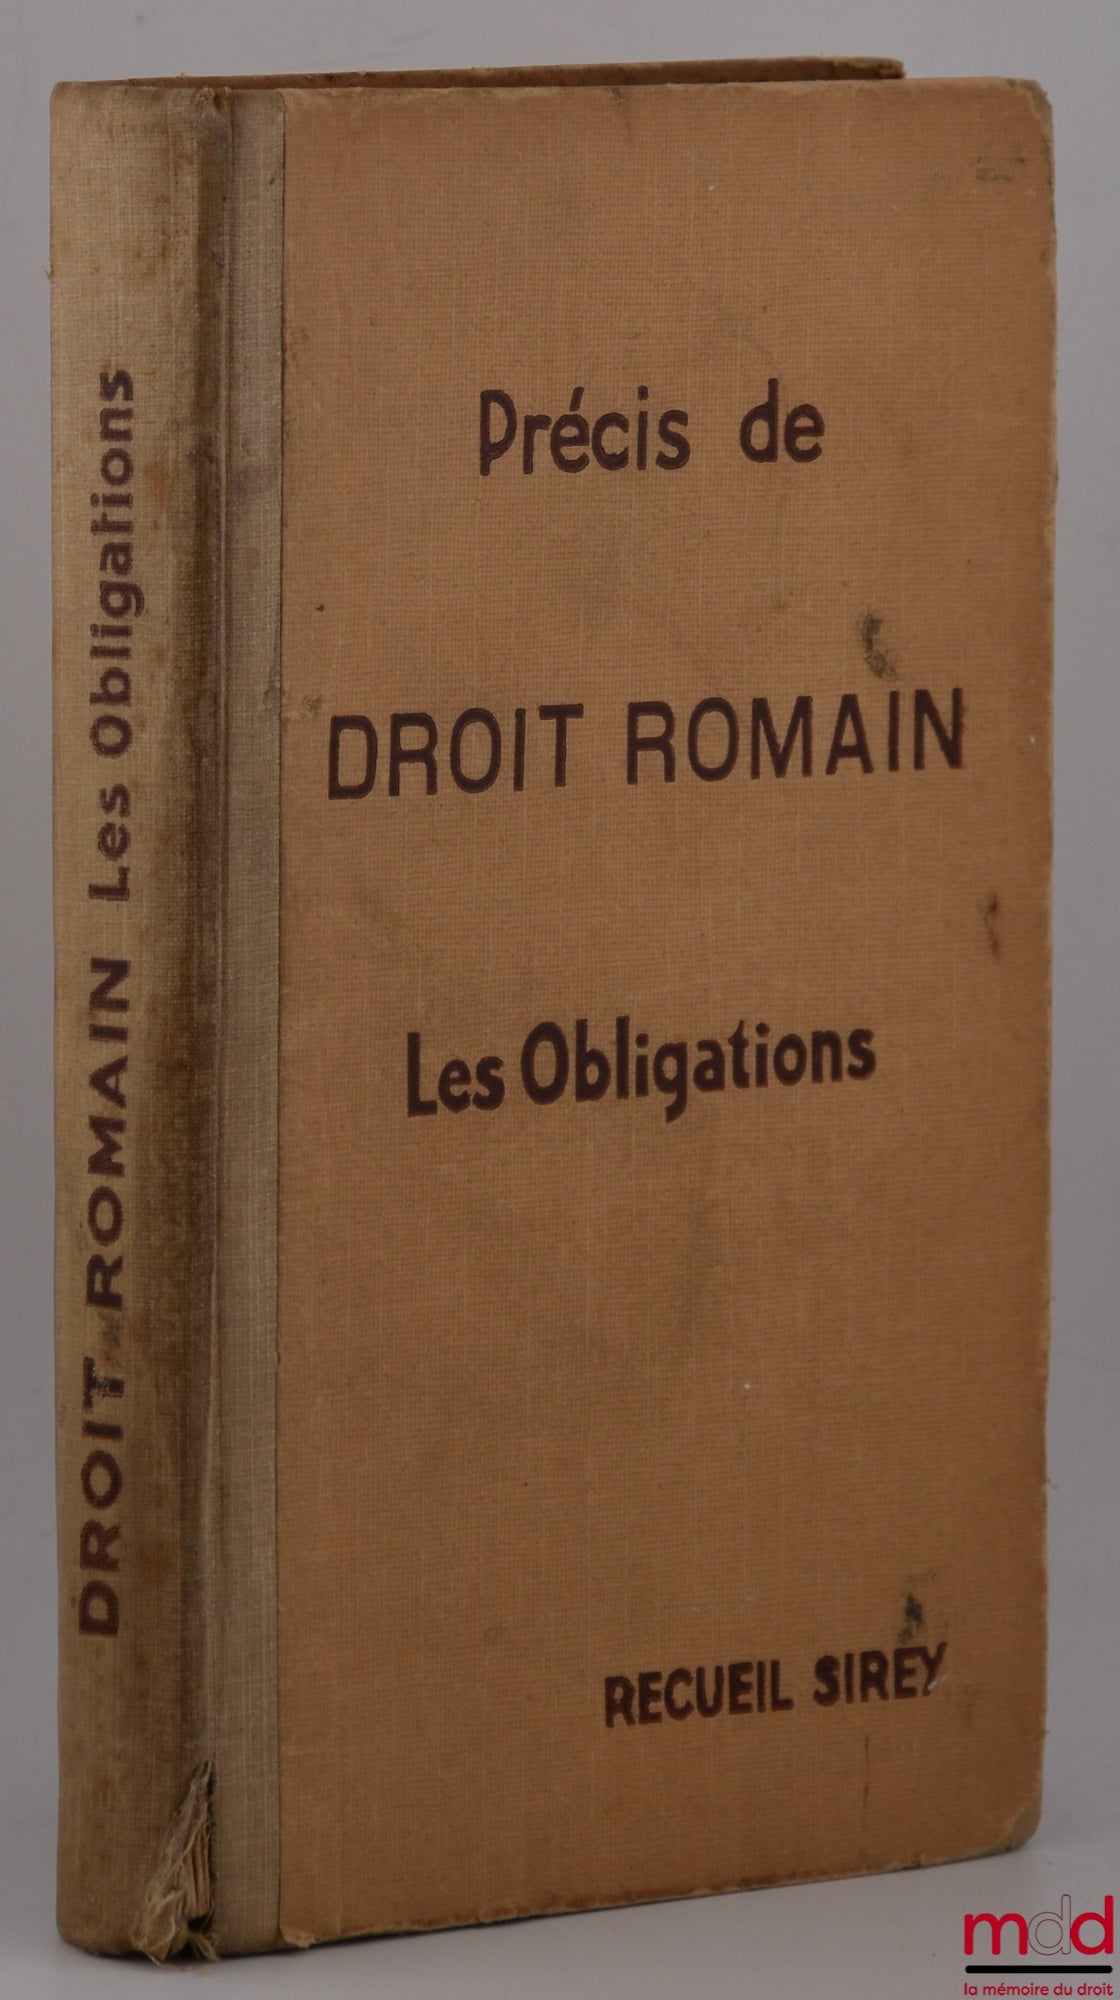 DROIT ROMAIN Les Obligations
Précis de
DROIT ROMAIN
Les Obligations
RECUEIL SIREY
mdd
la mémoire du droit